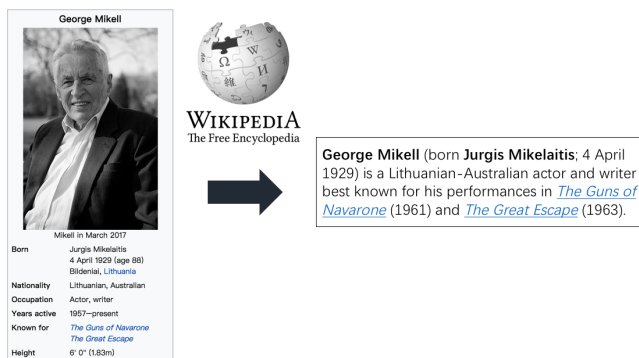 George Mikell
Mikell in March 2017
Born Jurgis Mikelaitis
4 April 1929 (age 88)
Bildeniai, Lithuania
Nationality Lithuanian, Australian
Occupation Actor, writer
Years active 1957—present
Known for The Guns of Navarone
The Great Escape
Height 6' 0" (1.83m)
Ω W И 維
WIKIPEDIA
The Free Encyclopedia
George Mikell (born Jurgis Mikelaitis; 4 April
1929) is a Lithuanian-Australian actor and writer
best known for his performances in The Guns of
Navarone (1961) and The Great Escape (1963).